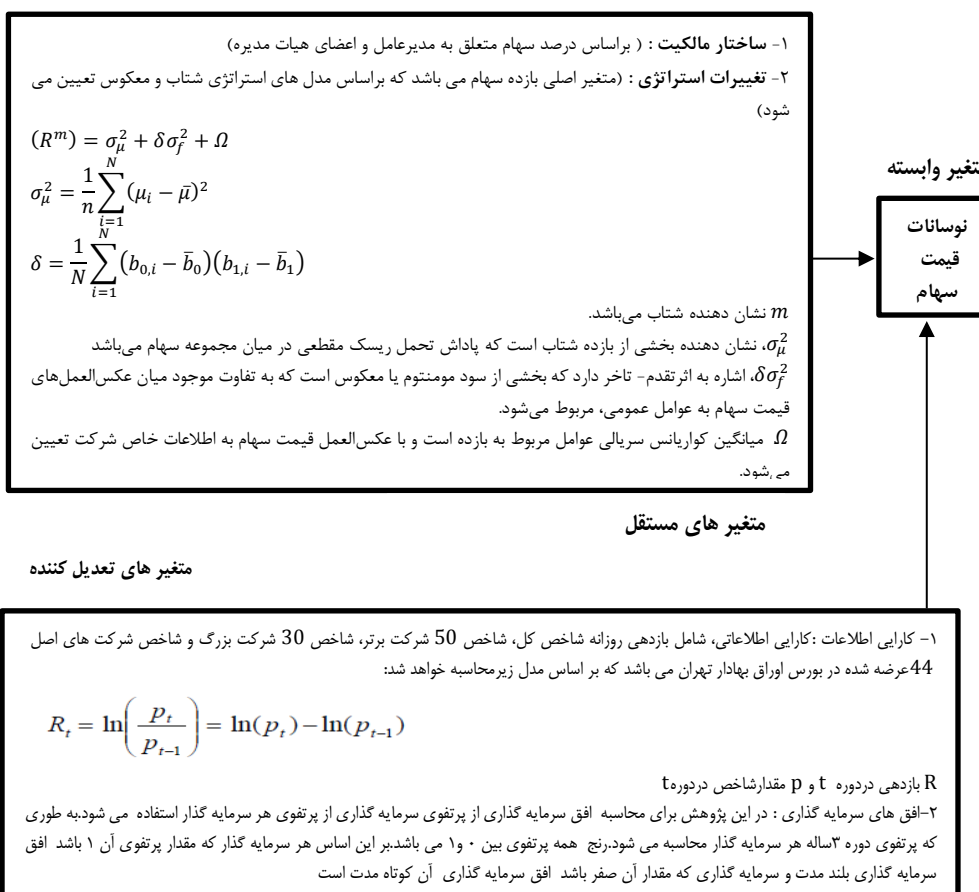 ۱- ساختار مالکیت : ( براساس درصد سهام متعلق به مدیرعامل و اعضای هیات مدیره)
۲- تغییرات استراتژی : (متغیر اصلی بازده سهام می باشد که براساس مدل های استراتژی شتاب و معکوس تعیین می
شود)
(R^m) = σ_μ^2 + δσ_f^2 + Ω
σ_μ^2 = \frac{1}{n} \sum_{i=1}^{N} (μ_i − \bar{μ})^2
δ = \frac{1}{N} \sum_{i=1}^{N} (b_{0,i} − \bar{b}_0)(b_{1,i} − \bar{b}_1)
m نشان دهنده شتاب می‌باشد.
σ_μ^2، نشان دهنده بخشی از بازده شتاب است که پاداش تحمل ریسک مقطعی در میان مجموعه سهام می‌باشد
δσ_f^2، اشاره به اثرتقدم- تاخر دارد که بخشی از سود مومنتوم یا معکوس است که به تفاوت موجود میان عکس‌العمل‌های
قیمت سهام به عوامل عمومی، مربوط می‌شود.
Ω میانگین کواریانس سریالی عوامل مربوط به بازده است و با عکس‌العمل قیمت سهام به اطلاعات خاص شرکت تعیین
می‌شود.
متغیر وابسته
نوسانات
قیمت
سهام
متغیر های مستقل
متغیر های تعدیل کننده
۱- کارایی اطلاعات :کارایی اطلاعاتی، شامل بازدهی روزانه شاخص کل، شاخص 50 شرکت برتر، شاخص 30 شرکت بزرگ و شاخص شرکت های اصل
44عرضه شده در بورس اوراق بهادار تهران می باشد که بر اساس مدل زیرمحاسبه خواهد شد:
R_t = ln(\frac{p_t}{p_{t-1}}) = ln(p_t) − ln(p_{t-1})
R بازدهی دردوره t و p مقدارشاخص دردورهt
۲-افق های سرمایه گذاری : در این پژوهش برای محاسبه افق سرمایه گذاری از پرتفوی سرمایه گذاری از پرتفوی هر سرمایه گذار استفاده می شود.به طوری
که پرتفوی دوره ۳ساله هر سرمایه گذار محاسبه می شود.رنج همه پرتفوی بین ۰ و۱ می باشد.بر این اساس هر سرمایه گذار که مقدار پرتفوی آن ۱ باشد افق
سرمایه گذاری بلند مدت و سرمایه گذاری که مقدار آن صفر باشد افق سرمایه گذاری آن کوتاه مدت است